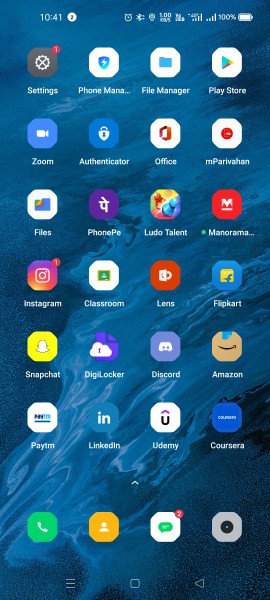 10:41 1.00 KB/S 4G 100%
1
Settings Phone Mana... File Manager Play Store
Zoom Authenticator Office mParivahan
Files PhonePe Ludo Talent Manorama...
1
Instagram Classroom Lens Flipkart
Snapchat DigiLocker Discord Amazon
Paytm
in
coursera
Paytm LinkedIn Udemy Coursera
2